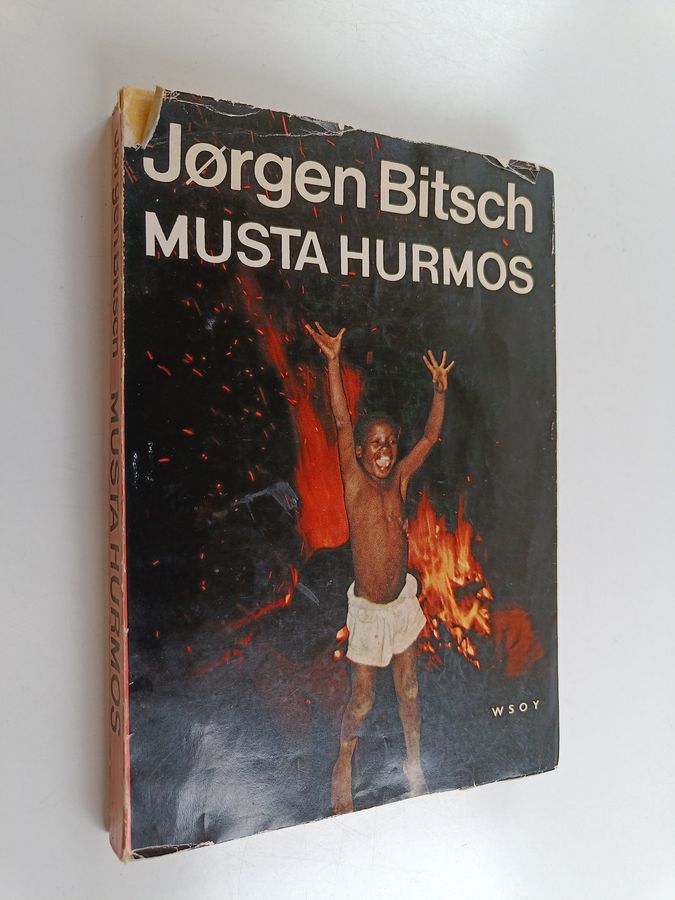 Jørgen Bitsch
MUSTA HURMOS
WSOY
Jørgen Bitsch MUSTA HURMOS